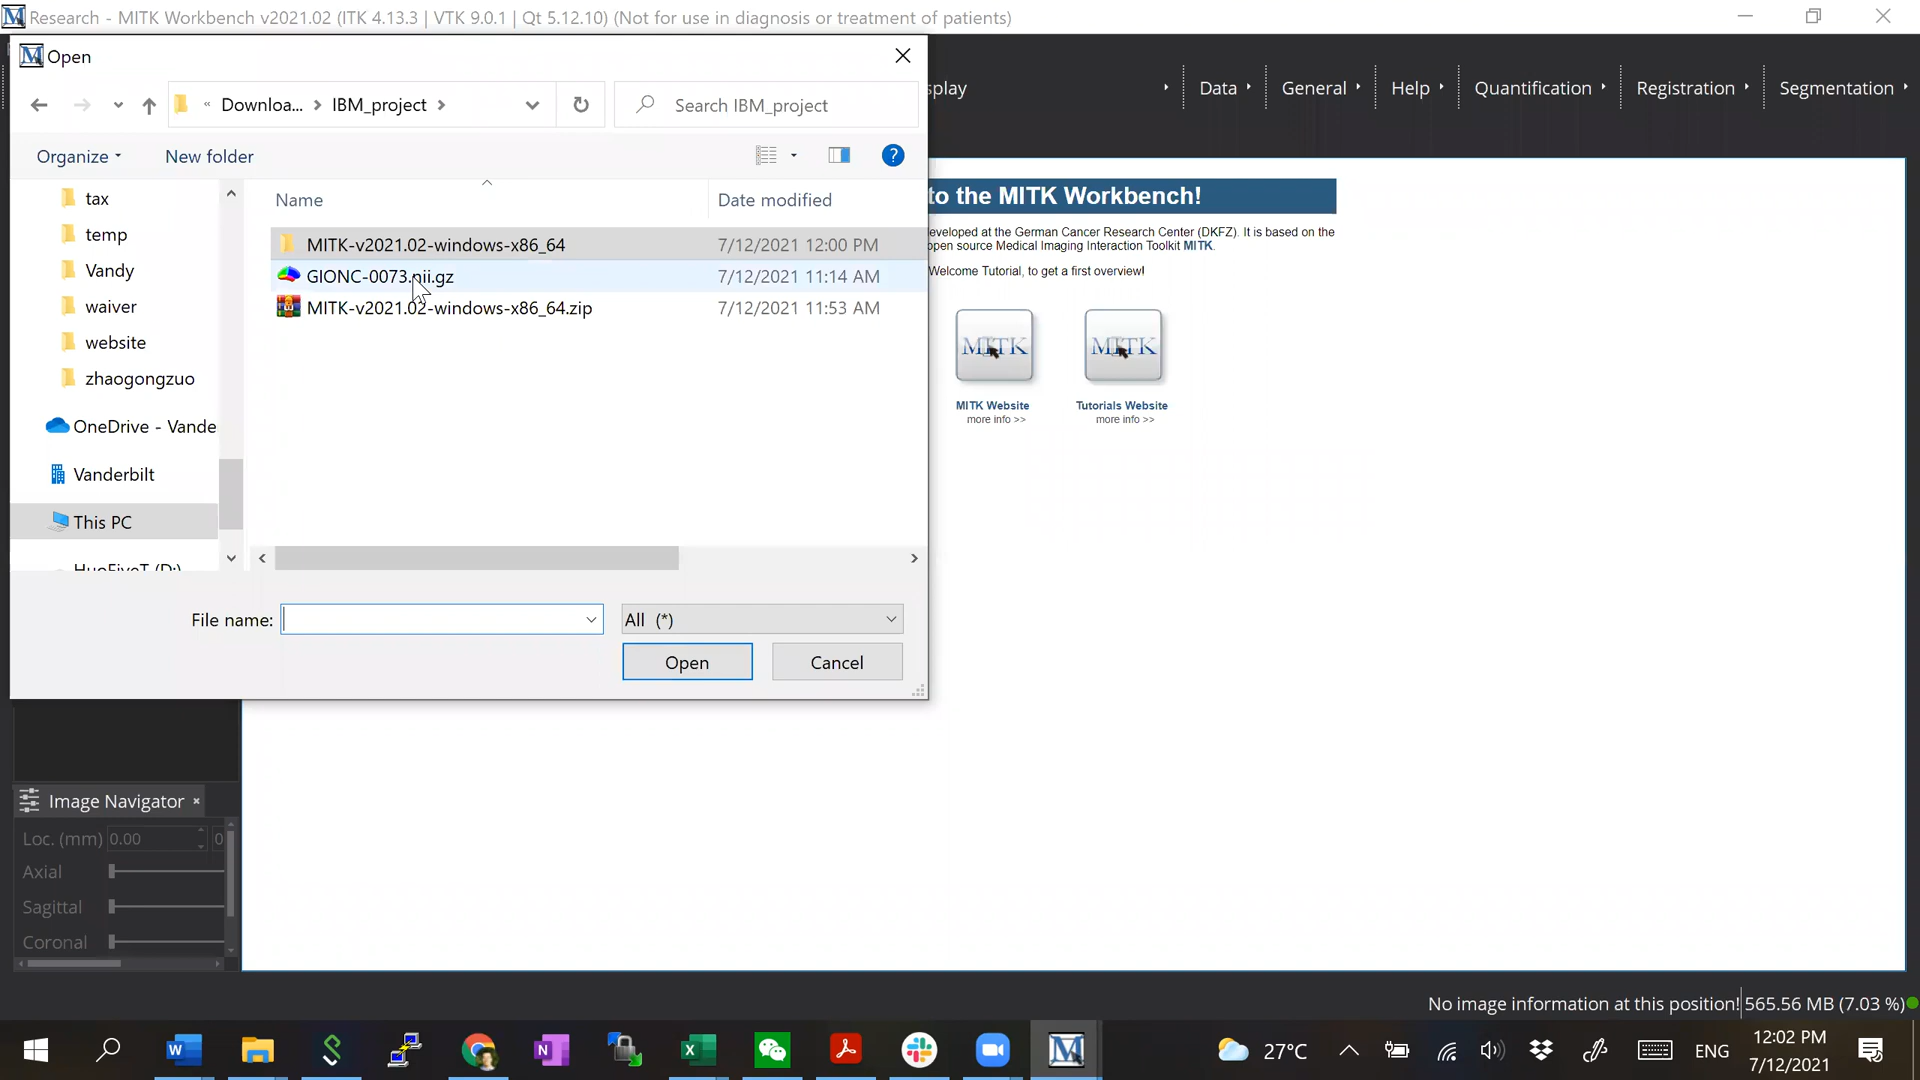 Research - MITK Workbench v2021.02 (ITK 4.13.3 | VTK 9.0.1 | Qt 5.12.10) (Not for use in diagnosis or treatment of patients)
Open
« Downloa... > IBM_project >
Search IBM_project
splay
Data
General
Help
Quantification
Registration
Segmentation
Organize
New folder
Name
Date modified
tax
temp
Vandy
waiver
website
zhaogongzuo
OneDrive - Vande
Vanderbilt
This PC
HuoFiveT (D:)
MITK-v2021.02-windows-x86_64 7/12/2021 12:00 PM
GIONC-0073.nii.gz 7/12/2021 11:14 AM
MITK-v2021.02-windows-x86_64.zip 7/12/2021 11:53 AM
File name:
All (*)
Open
Cancel
to the MITK Workbench!
eveloped at the German Cancer Research Center (DKFZ). It is based on the
open source Medical Imaging Interaction Toolkit MITK.
Welcome Tutorial, to get a first overview!
MITK
MITK
MITK Website
more info >>
Tutorials Website
more info >>
Image Navigator
Loc. (mm) 0.00
0
Axial
Sagittal
Coronal
No image information at this position! 565.56 MB (7.03 %)
27°C
ENG
12:02 PM
7/12/2021